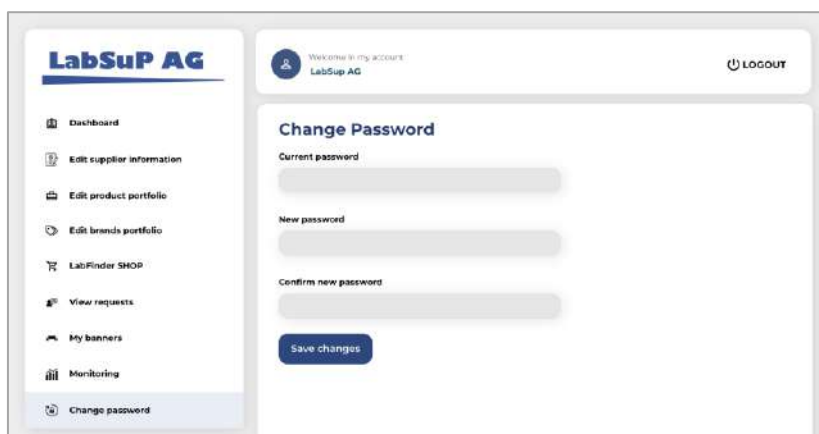 LabSuP AG
Dashboard
Edit supplier information
Edit product portfolio
Edit brands portfolio
LabFinder SHOP
View requests
My banners
Monitoring
Change password
Welcome in my account
LabSup AG
LOGOUT
Change Password
Current password
New password
Confirm new password
Save changes